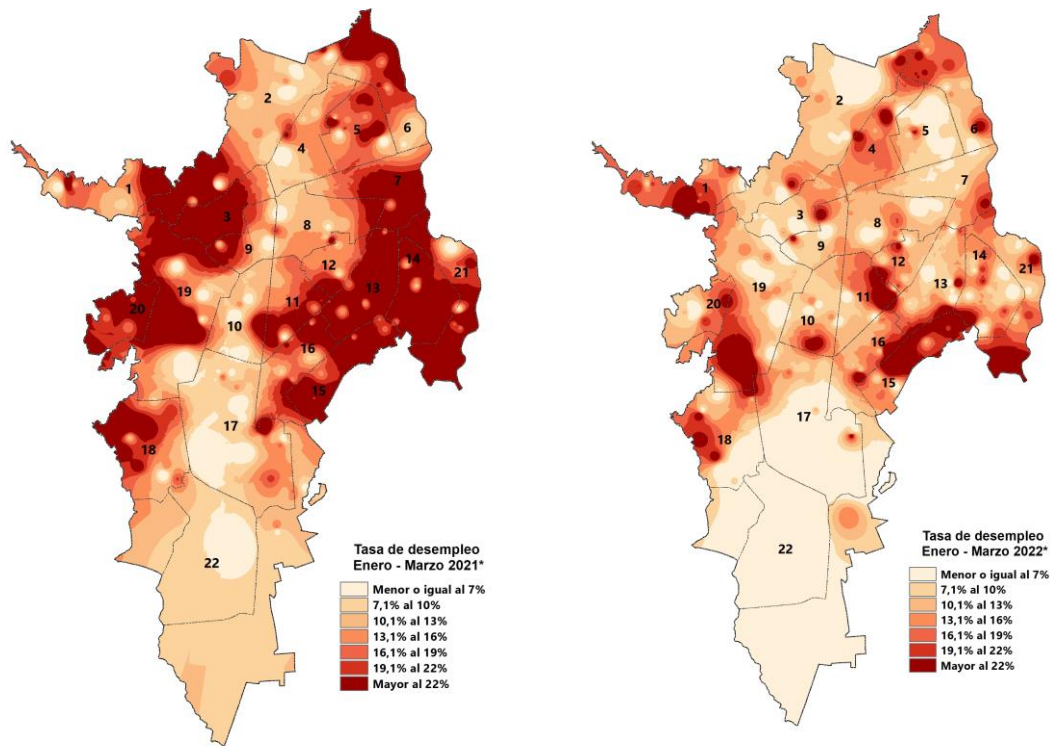 2
5
6
4
1
7
3
8
9
12
14
21
19
13
20
11
10
16
15
17
18
22
Tasa de desempleo
Enero - Marzo 2021*
Menor o igual al 7%
7,1% al 10%
10,1% al 13%
13,1% al 16%
16,1% al 19%
19,1% al 22%
Mayor al 22%
2
5
6
4
7
1
3
8
9
12
14
21
19
13
20
11
10
16
15
17
18
22
Tasa de desempleo
Enero - Marzo 2022*
Menor o igual al 7%
7,1% al 10%
10,1% al 13%
13,1% al 16%
16,1% al 19%
19,1% al 22%
Mayor al 22%